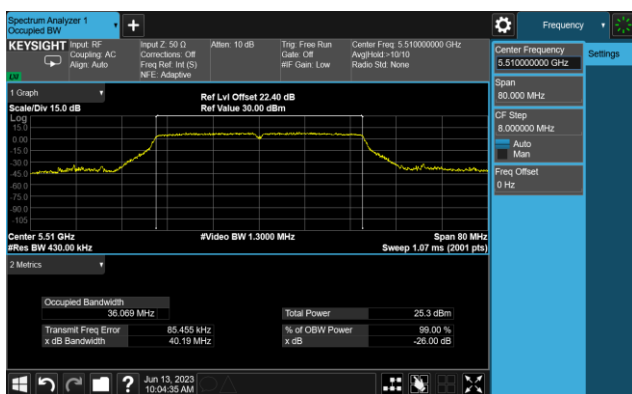 Spectrum Analyzer 1
Occupied BW
Frequency
KEYSIGHT
Input: RF
Coupling: AC
Align: Auto
Input Z: 50 Ω
Corrections: Off
Freq Ref: Int (S)
NFE: Adaptive
Atten: 10 dB
Trig: Free Run
Gate: Off
#IF Gain: Low
Center Freq: 5.510000000 GHz
Avg|Hold:>10/10
Radio Std: None
Center Frequency
5.510000000 GHz
Settings
Span
80.000 MHz
CF Step
8.000000 MHz
Auto
Man
Freq Offset
0 Hz
1 Graph
Scale/Div 15.0 dB
Ref Lvl Offset 22.40 dB
Ref Value 30.00 dBm
Log
15.0
0.00
-15.0
-30.0
-45.0
-60.0
-75.0
-90.0
-105
Center 5.51 GHz
#Res BW 430.00 kHz
#Video BW 1.3000 MHz
Span 80 MHz
Sweep 1.07 ms (2001 pts)
2 Metrics
Occupied Bandwidth
36.069 MHz
Total Power 25.3 dBm
Transmit Freq Error 85.455 kHz
% of OBW Power 99.00 %
x dB Bandwidth 40.19 MHz
x dB -26.00 dB
?
Jun 13, 2023
10:04:35 AM